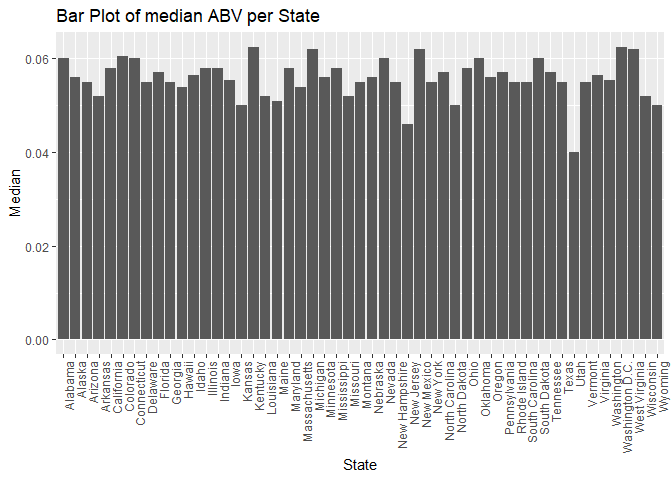 Bar Plot of median ABV per State
0.06
0.04
0.02
0.00
Median
Alabama
Alaska
Arizona
Arkansas
California
Colorado
Connecticut
Delaware
Florida
Georgia
Hawaii
Idaho
Illinois
Indiana
Iowa
Kansas
Kentucky
Louisiana
Maine
Maryland
Massachusetts
Michigan
Minnesota
Mississippi
Missouri
Montana
Nebraska
Nevada
New Hampshire
New Jersey
New Mexico
New York
North Carolina
North Dakota
Ohio
Oklahoma
Oregon
Pennsylvania
Rhode Island
South Carolina
South Dakota
Tennessee
Texas
Utah
Vermont
Virginia
Washington
Washington D.C.
West Virginia
Wisconsin
Wyoming
State